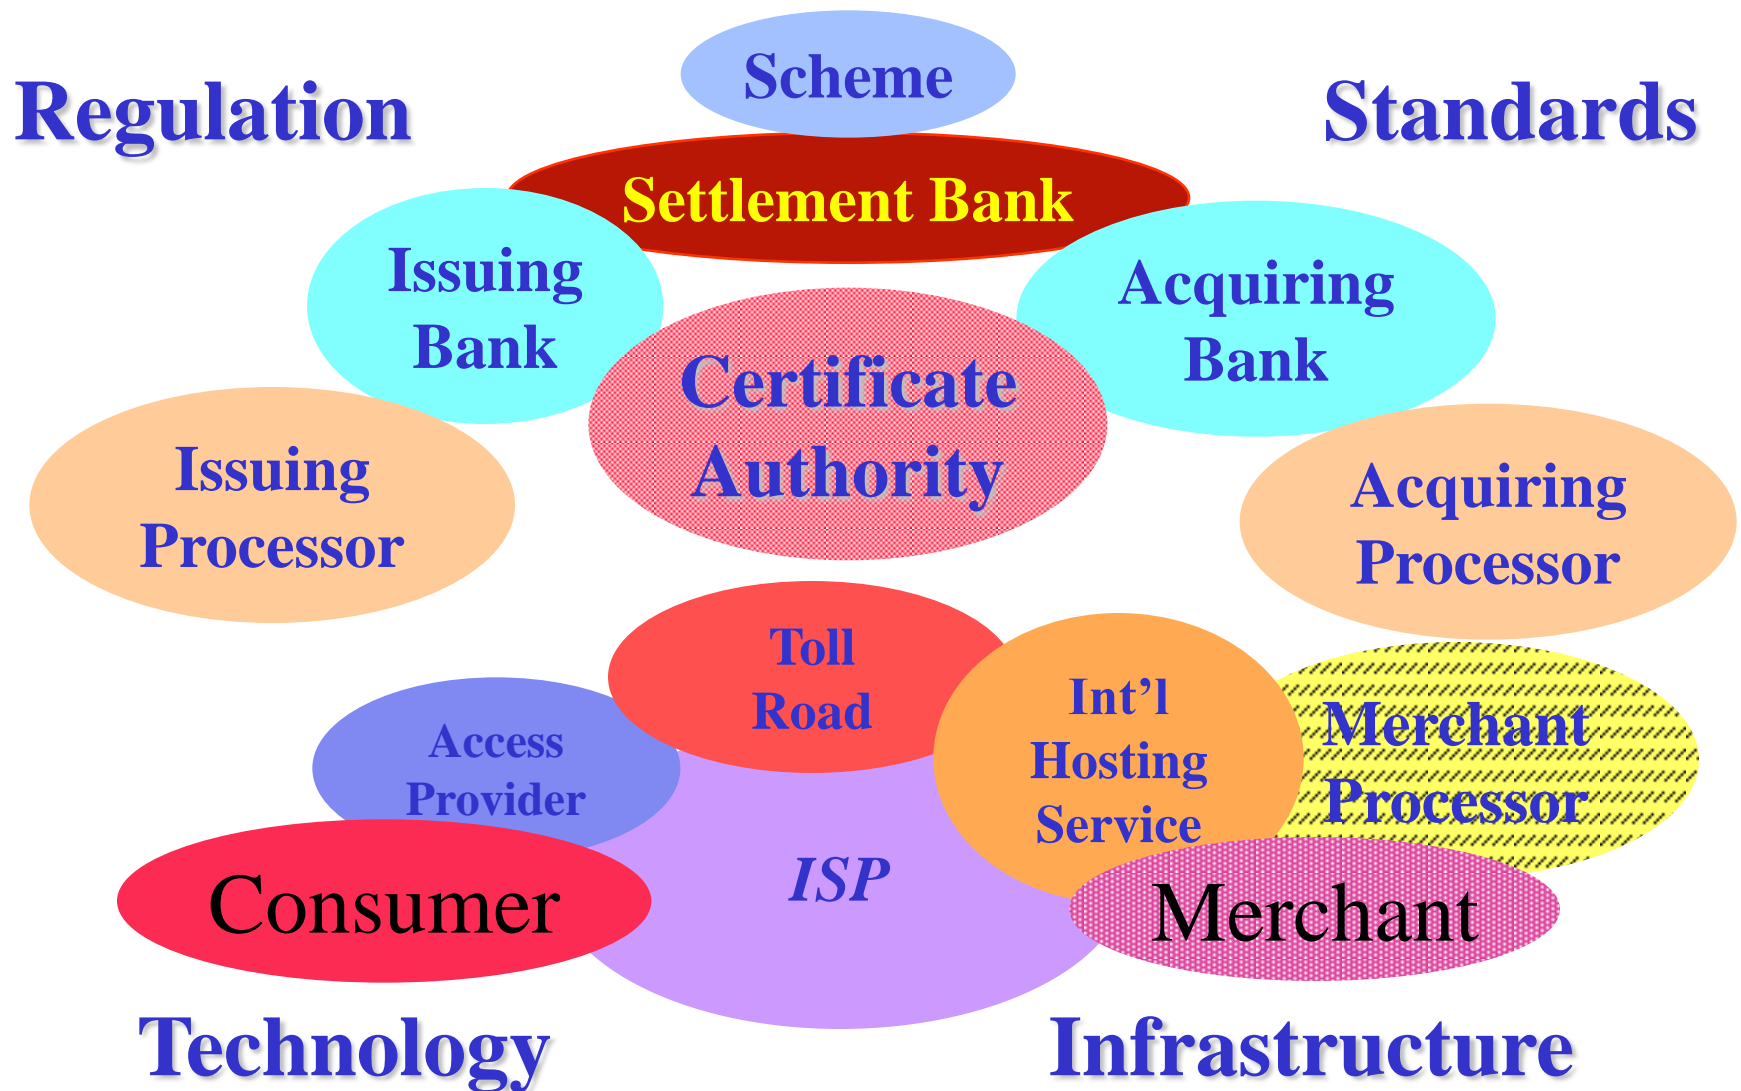 Scheme
Regulation
Standards
Settlement Bank
Issuing
Bank
Acquiring
Bank
Certificate
Authority
Issuing
Processor
Acquiring
Processor
Toll
Road
Int’l
Hosting
Service
Merchant
Processor
Access
Provider
ISP
Consumer
Merchant
Technology
Infrastructure